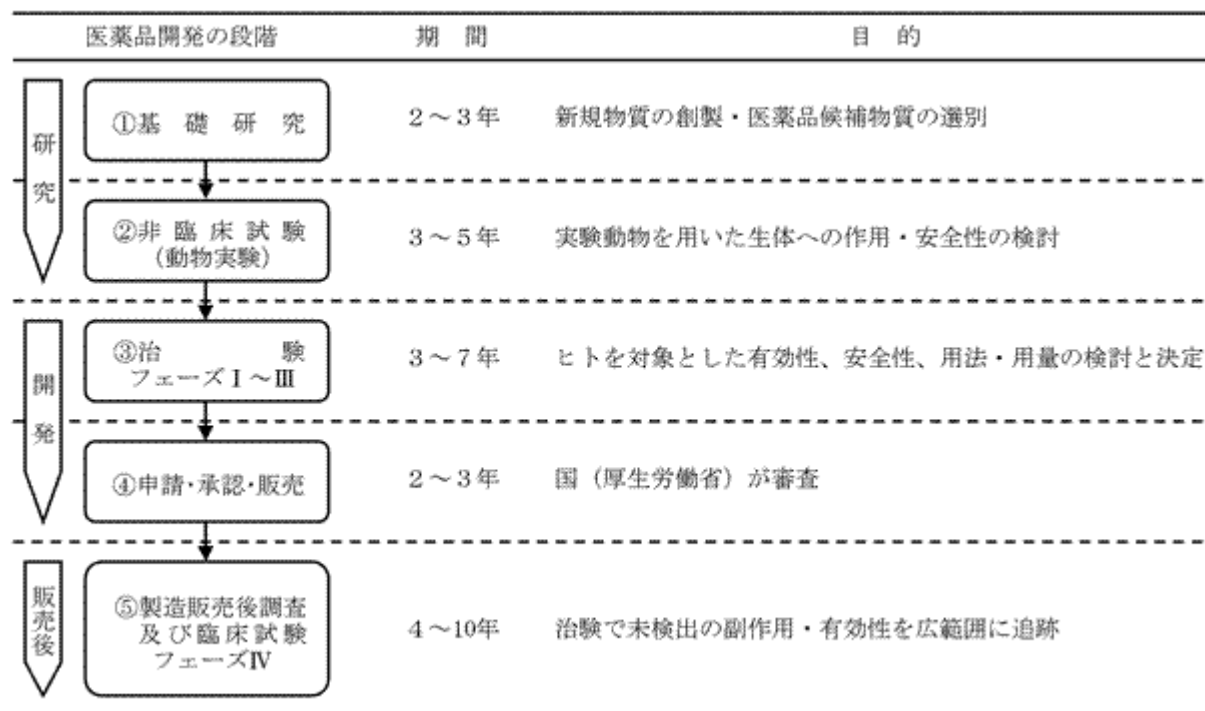 医薬品開発の段階 期間 目的
研究
①基礎研究 2~3年 新規物質の創製・医薬品候補物質の選別
②非臨床試験
(動物実験)
3~5年 実験動物を用いた生体への作用・安全性の検討
開発
③治験
フェーズⅠ~Ⅲ
3~7年 ヒトを対象とした有効性、安全性、用法・用量の検討と決定
④申請・承認・販売 2~3年 国(厚生労働省)が審査
販売後
⑤製造販売後調査
及び臨床試験
フェーズⅣ
4~10年 治験で未検出の副作用・有効性を広範囲に追跡